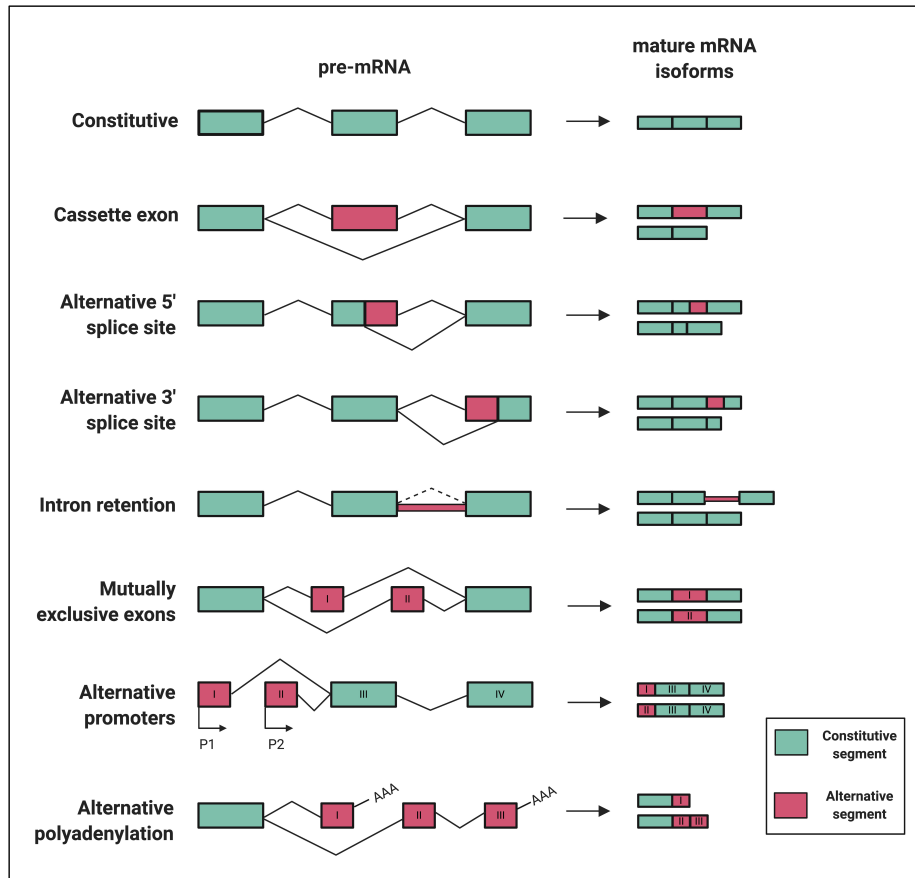 pre-mRNA
mature mRNA
isoforms
Constitutive
Cassette exon
Alternative 5'
splice site
Alternative 3'
splice site
Intron retention
Mutually
exclusive exons
I
II
I
II
Alternative
promoters
I
II
III
IV
P1
P2
I III IV
II III IV
Alternative
polyadenylation
I
AAA
II
III
AAA
I
II III
Constitutive
segment
Alternative
segment